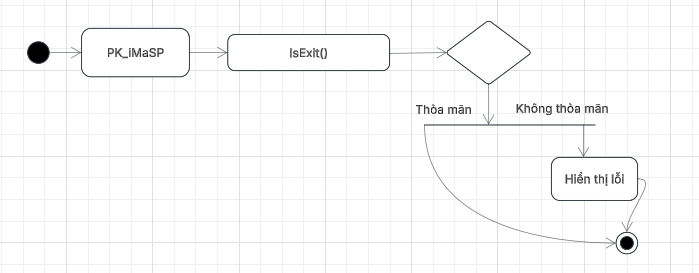 PK_iMaSP
IsExit()
Thỏa mãn
Không thỏa mãn
Hiển thị lỗi